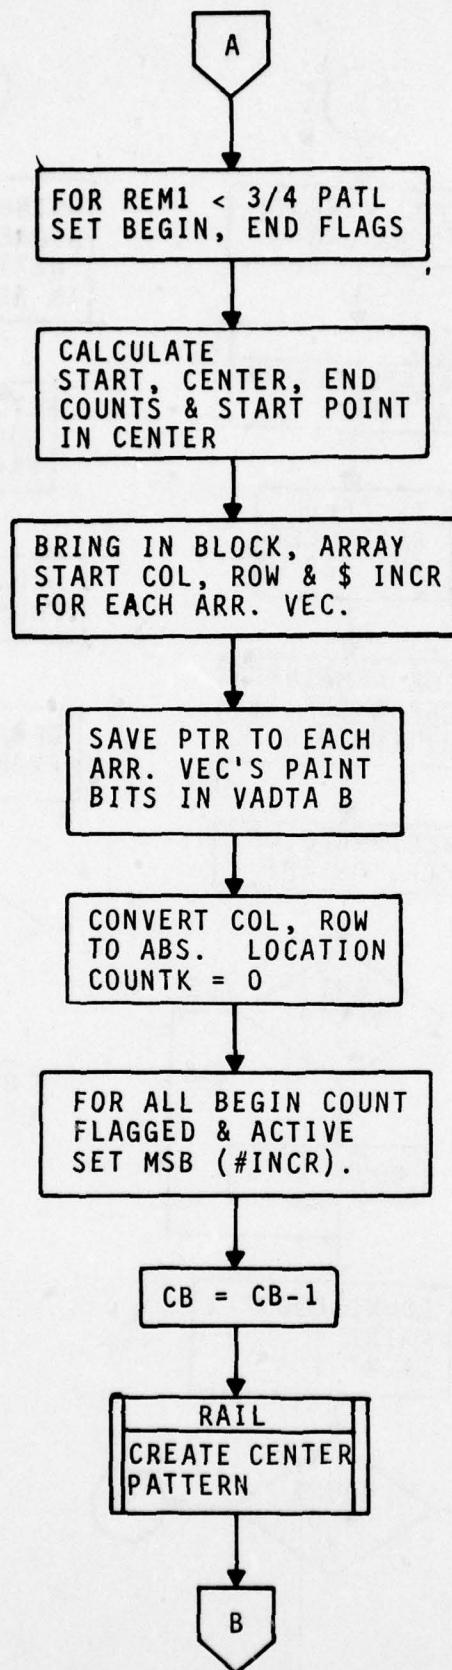 A
FOR REM1 < 3/4 PATL
SET BEGIN, END FLAGS
CALCULATE
START, CENTER, END
COUNTS & START POINT
IN CENTER
BRING IN BLOCK, ARRAY
START COL, ROW & $ INCR
FOR EACH ARR. VEC.
SAVE PTR TO EACH
ARR. VEC'S PAINT
BITS IN VADTA B
CONVERT COL, ROW
TO ABS. LOCATION
COUNTK = 0
FOR ALL BEGIN COUNT
FLAGGED & ACTIVE
SET MSB (#INCR).
CB = CB-1
RAIL
CREATE CENTER
PATTERN
B